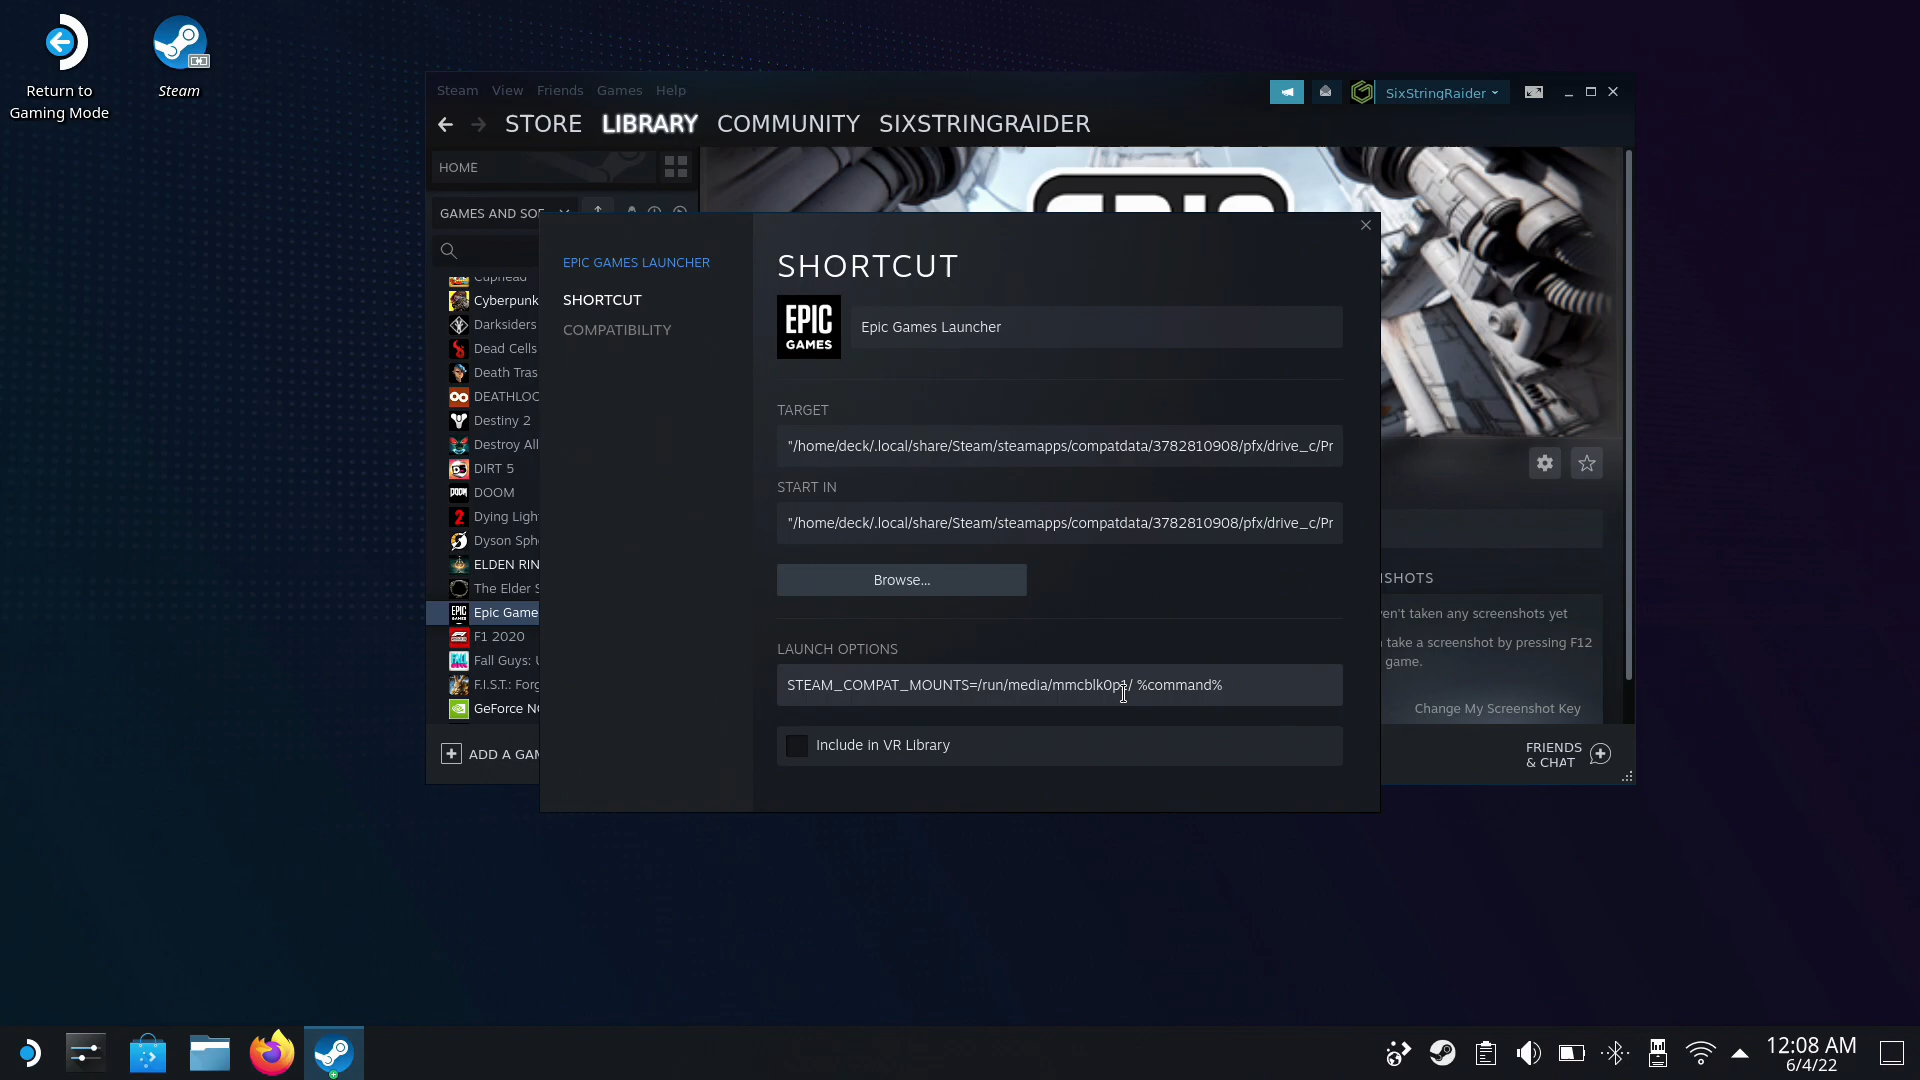 Return to
Gaming Mode
Steam
Steam View Friends Games Help
SixStringRaider
STORE LIBRARY COMMUNITY SIXSTRINGRAIDER
HOME
GAMES AND SOF
Cuphead
Cyberpunk
Darksiders
Dead Cells
Death Tras
DEATHLOO
Destiny 2
Destroy All
DIRT 5
DOOM
Dying Ligh
Dyson Sph
ELDEN RIN
The Elder S
Epic Game
F1 2020
Fall Guys: U
F.I.S.T.: Forg
GeForce NO
ADD A GAM
EPIC GAMES LAUNCHER
SHORTCUT
COMPATIBILITY
SHORTCUT
EPIC
GAMES
Epic Games Launcher
TARGET
"/home/deck/.local/share/Steam/steamapps/compatdata/3782810908/pfx/drive_c/Pr
START IN
"/home/deck/.local/share/Steam/steamapps/compatdata/3782810908/pfx/drive_c/Pr
Browse...
LAUNCH OPTIONS
STEAM_COMPAT_MOUNTS=/run/media/mmcblk0p1/ %command%
Include in VR Library
EPIC
NSHOTS
en't taken any screenshots yet
take a screenshot by pressing F12
game.
Change My Screenshot Key
FRIENDS
& CHAT
12:08 AM
6/4/22